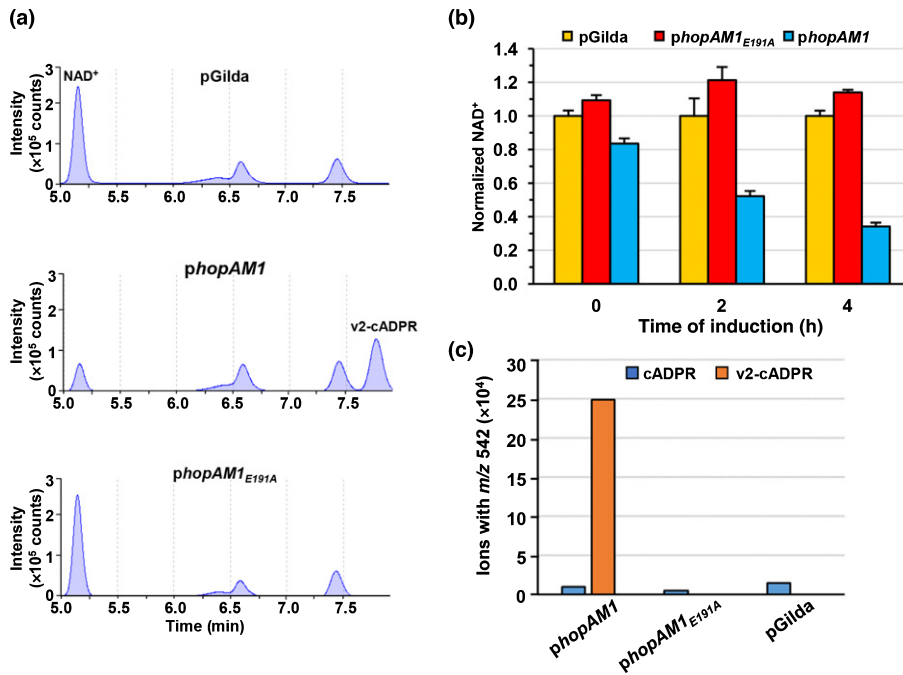 (a)
pGilda
NAD⁺
Intensity
(×10⁵ counts)
3
2
1
0
5.0 5.5 6.0 6.5 7.0 7.5
phopAM1
v2-cADPR
Intensity
(×10⁵ counts)
3
2
1
0
5.0 5.5 6.0 6.5 7.0 7.5
phopAM1E191A
Intensity
(×10⁵ counts)
3
2
1
0
5.0 5.5 6.0 6.5 7.0 7.5
Time (min)
(b)
pGilda phopAM1E191A phopAM1
Normalized NAD⁺
1.4
1.2
1.0
0.8
0.6
0.4
0.2
0.0
0 2 4
Time of induction (h)
(c)
cADPR v2-cADPR
Ions with m/z 542 (×10⁴)
30
25
20
15
10
5
0
phopAM1
phopAM1E191A
pGilda